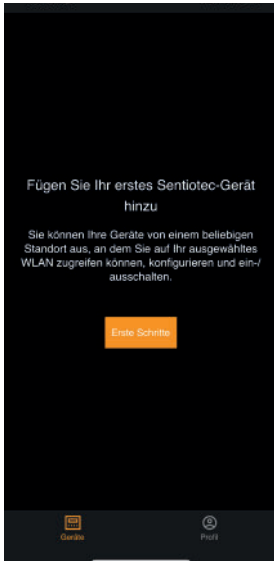 Fügen Sie Ihr erstes Sentiotec-Gerät
hinzu
Sie können Ihre Geräte von einem beliebigen
Standort aus, an dem Sie auf Ihr ausgewähltes
WLAN zugreifen können, konfigurieren und ein-/
ausschalten.
Erste Schritte
Geräte
Profil